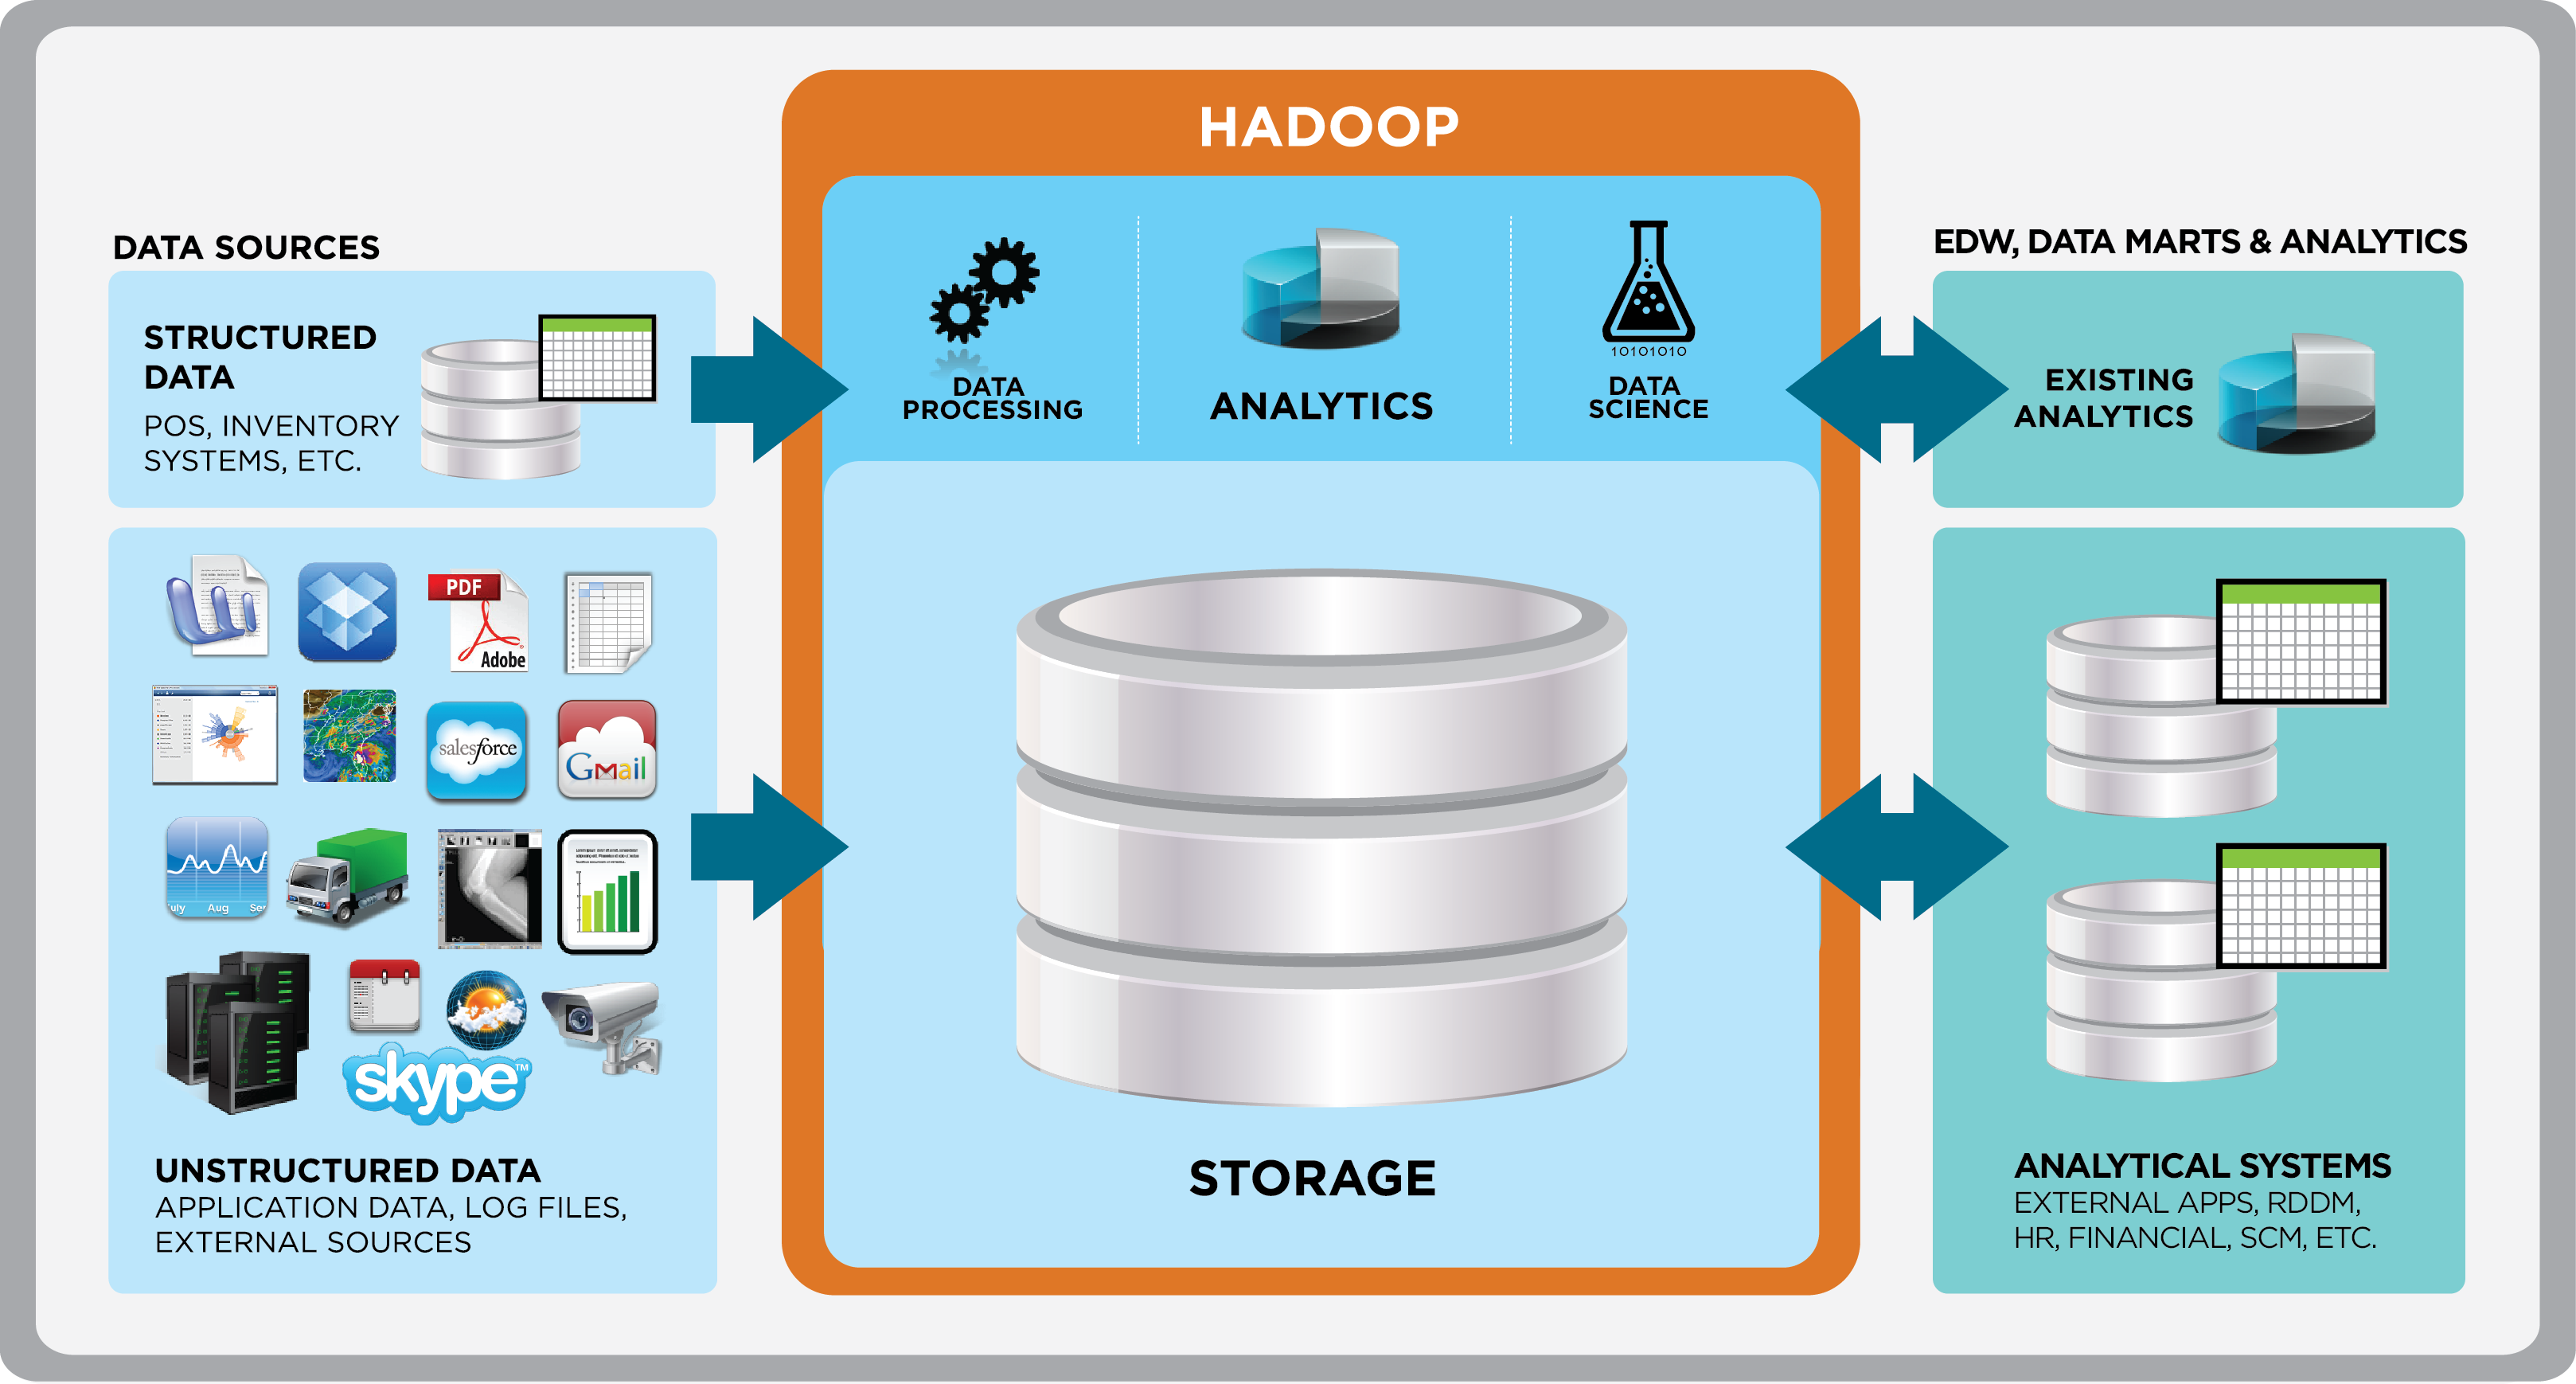 HADOOP
DATA SOURCES
STRUCTURED
DATA
POS, INVENTORY
SYSTEMS, ETC.
PDF
Adobe
salesforce
GMail
July Aug
skype™
UNSTRUCTURED DATA
APPLICATION DATA, LOG FILES,
EXTERNAL SOURCES
DATA
PROCESSING
ANALYTICS
10101010
DATA
SCIENCE
STORAGE
EDW, DATA MARTS & ANALYTICS
EXISTING
ANALYTICS
ANALYTICAL SYSTEMS
EXTERNAL APPS, RDDM,
HR, FINANCIAL, SCM, ETC.